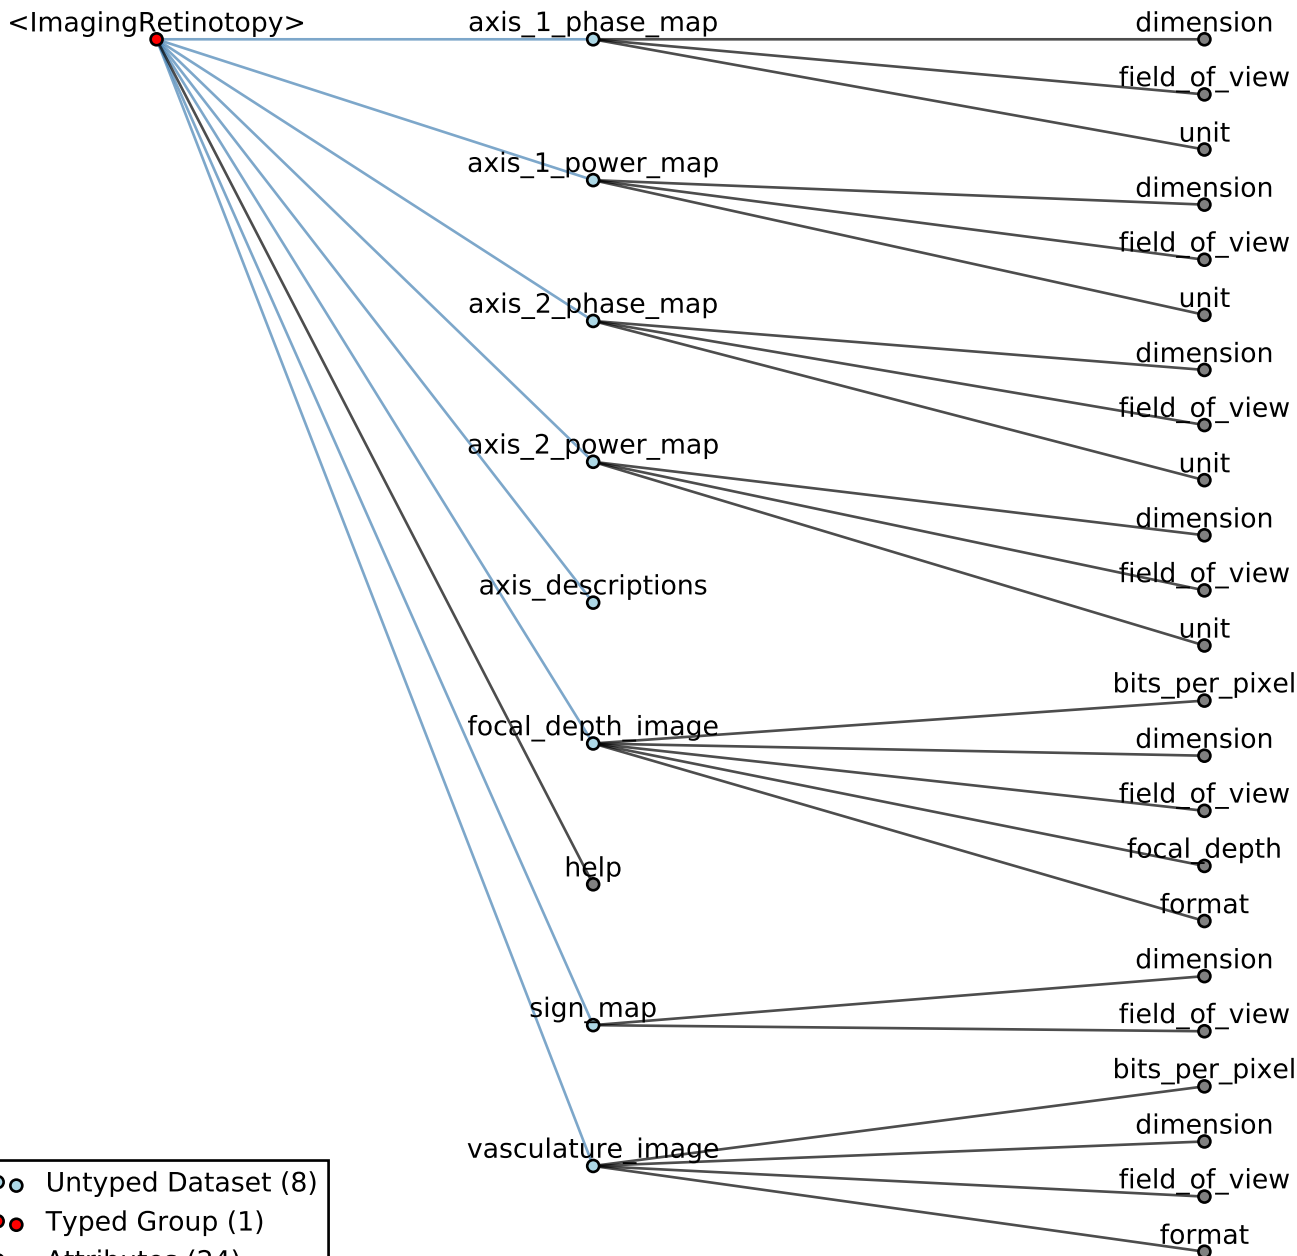 <ImagingRetinotopy>
axis_1_phase_map
dimension
field_of_view
unit
axis_1_power_map
dimension
field_of_view
unit
axis_2_phase_map
dimension
field_of_view
unit
axis_2_power_map
dimension
field_of_view
unit
axis_descriptions
focal_depth_image
bits_per_pixel
dimension
field_of_view
focal_depth
format
help
sign_map
dimension
field_of_view
vasculature_image
bits_per_pixel
dimension
field_of_view
format
Untyped Dataset (8)
Typed Group (1)
Attributes (24)